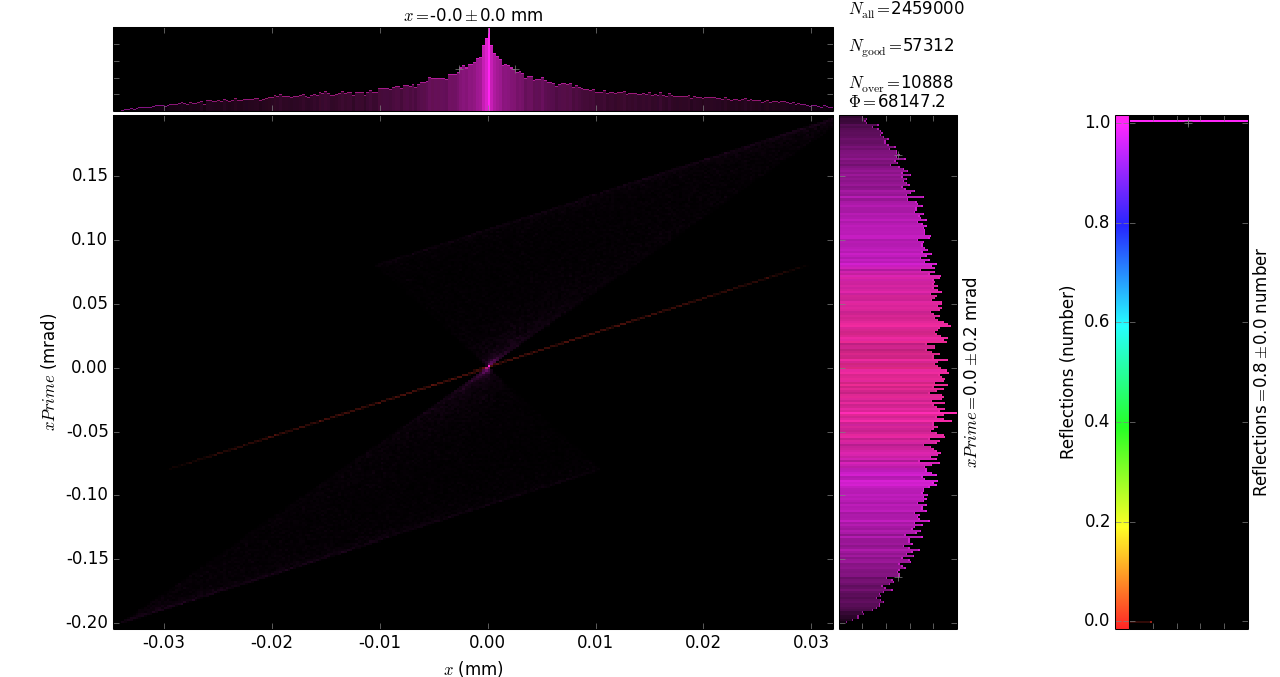 x=-0.0±0.0 mm
N_all=2459000
N_good=57312
N_over=10888
Φ=68147.2
0.15
0.10
0.05
0.00
-0.05
-0.10
-0.15
-0.20
xPrime (mrad)
-0.03
-0.02
-0.01
0.00
0.01
0.02
0.03
x (mm)
xPrime=0.0±0.2 mrad
1.0
0.8
0.6
0.4
0.2
0.0
Reflections (number)
Reflections=0.8±0.0 number